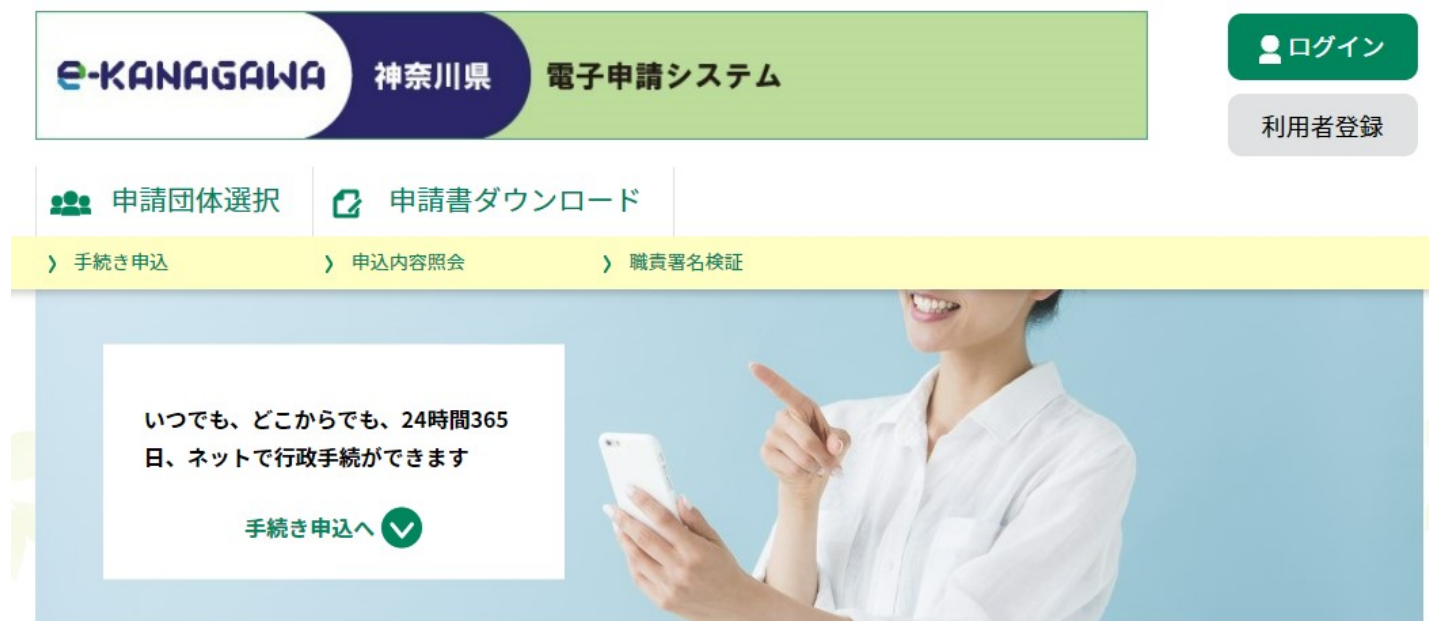 e-KANAGAWA 神奈川県 電子申請システム
ログイン
利用者登録
申請団体選択 申請書ダウンロード
手続き申込 申込内容照会 職責署名検証
いつでも、どこからでも、24時間365
日、ネットで行政手続ができます
手続き申込へ